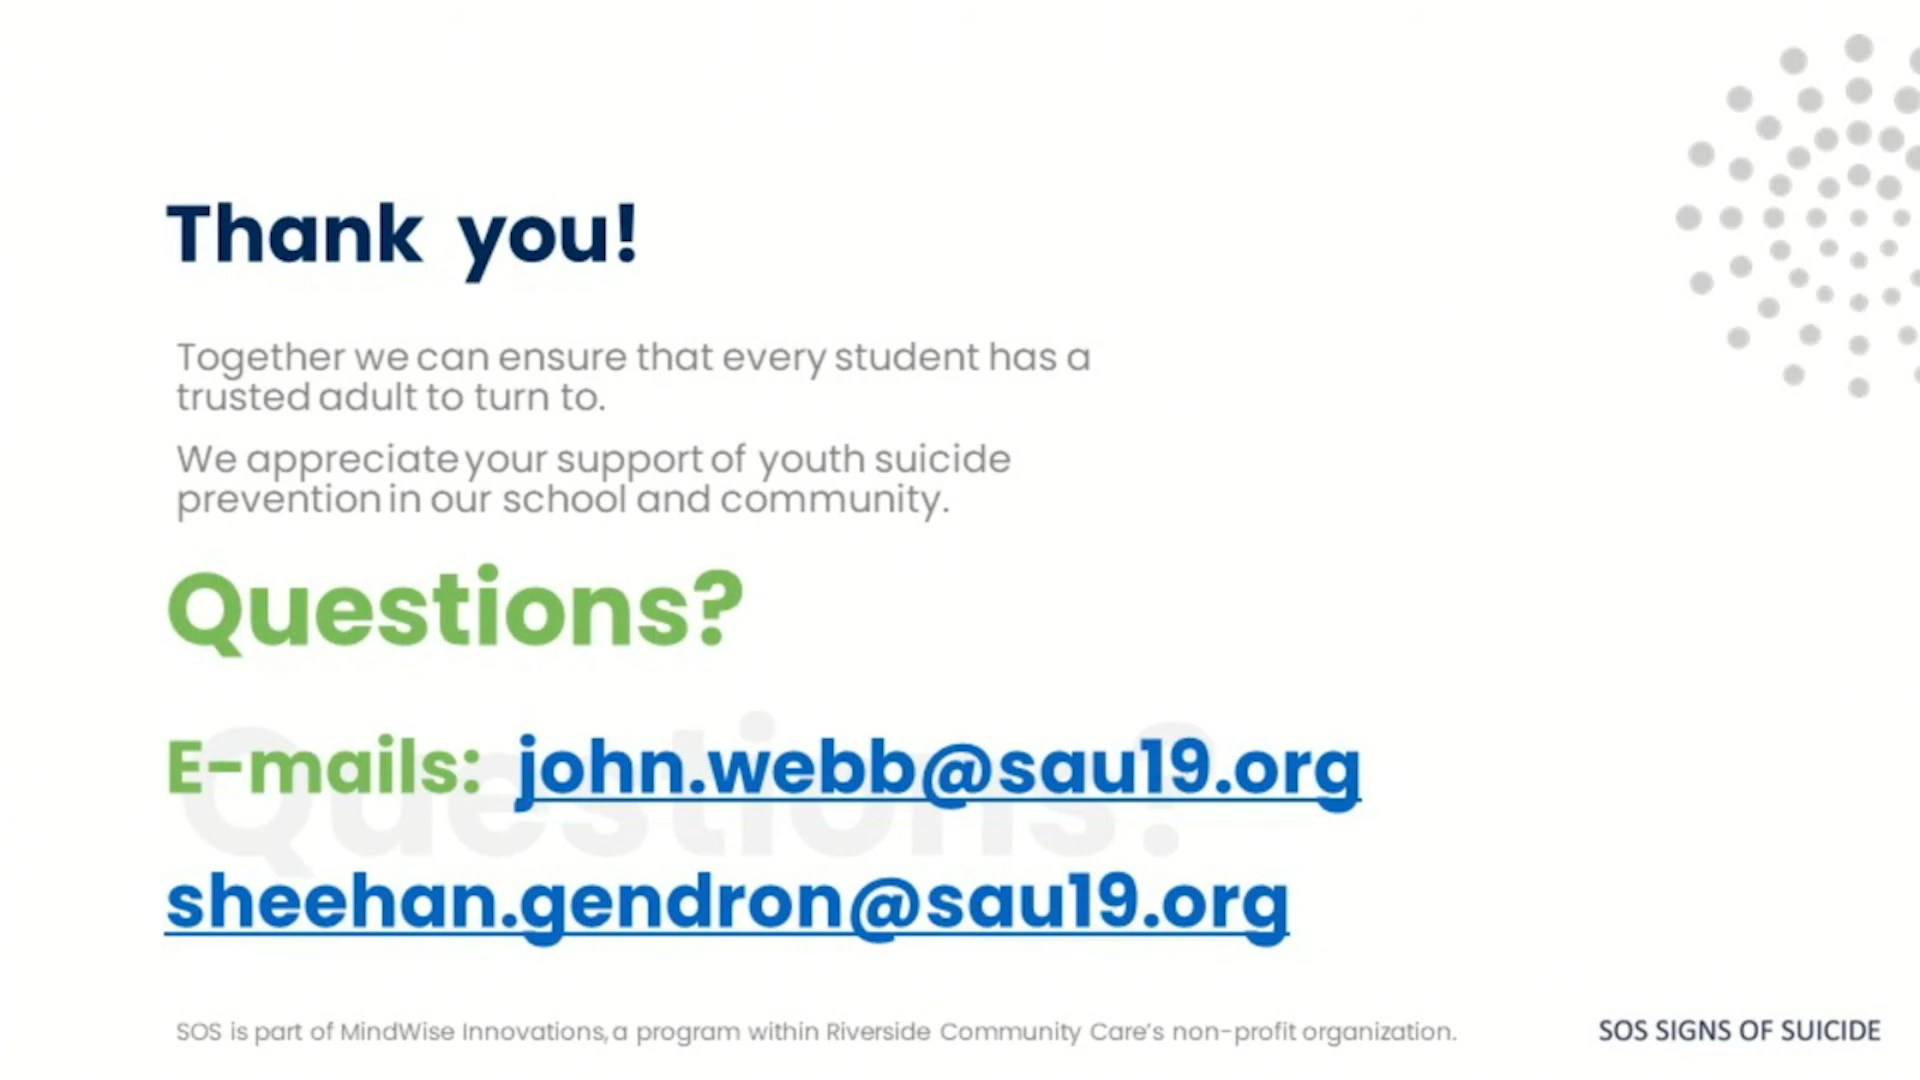 Thank you!
Together we can ensure that every student has a
trusted adult to turn to.
We appreciate your support of youth suicide
prevention in our school and community.
Questions?
Questions?
E-mails: john.webb@sau19.org
sheehan.gendron@sau19.org
SOS is part of MindWise Innovations, a program within Riverside Community Care's non-profit organization.
SOS SIGNS OF SUICIDE